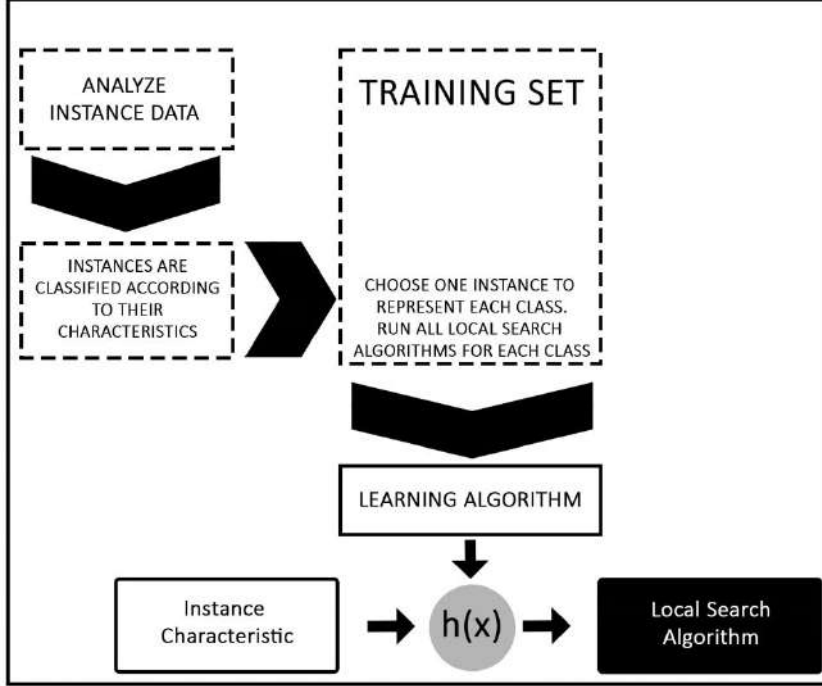 ANALYZE
INSTANCE DATA
TRAINING SET
INSTANCES ARE
CLASSIFIED ACCORDING
TO THEIR
CHARACTERISTICS
CHOOSE ONE INSTANCE TO
REPRESENT EACH CLASS.
RUN ALL LOCAL SEARCH
ALGORITHMS FOR EACH CLASS
LEARNING ALGORITHM
Instance
Characteristic
h(x)
Local Search
Algorithm